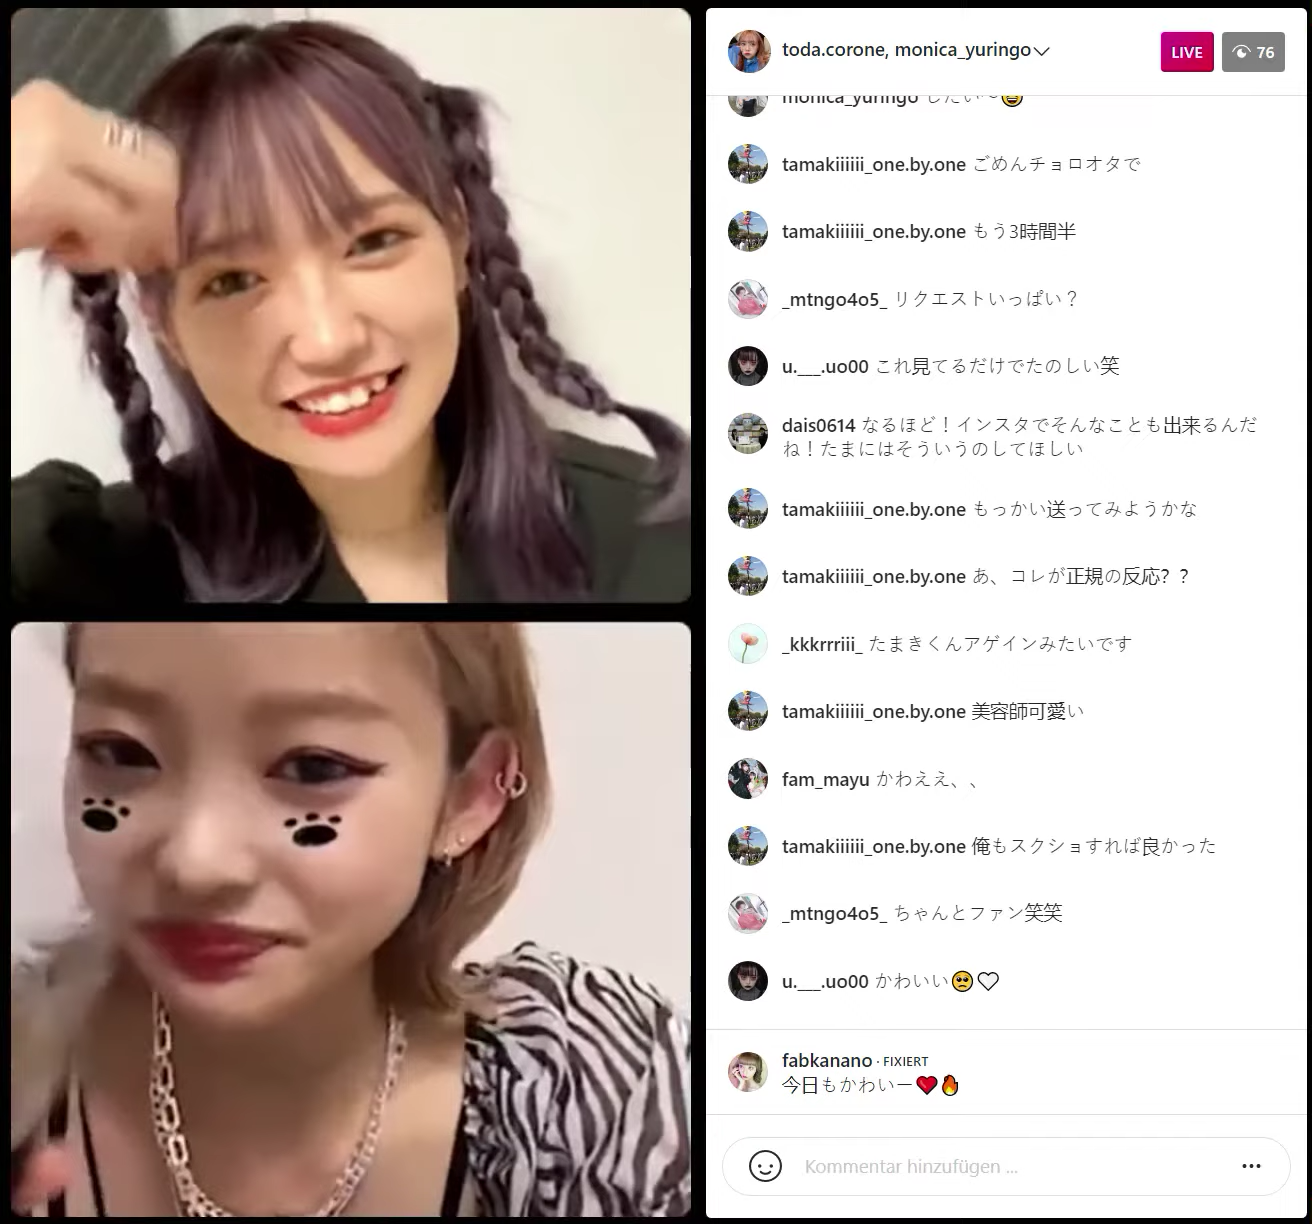 toda.corone, monica_yuringo
LIVE
76
monica_yuringo したい〜😆
tamakiiiiii_one.by.one ごめんチョロオタで
tamakiiiiii_one.by.one もう3時間半
_mtngo4o5_ リクエストいっぱい？
u.___.uo00 これ見てるだけでたのしい笑
dais0614 なるほど！インスタでそんなことも出来るんだ
ね！たまにはそういうのしてほしい
tamakiiiiii_one.by.one もっかい送ってみようかな
tamakiiiiii_one.by.one あ、コレが正規の反応？？
_kkkrrriii_ たまきくんアゲインみたいです
tamakiiiiii_one.by.one 美容師可愛い
fam_mayu かわええ、、
tamakiiiiii_one.by.one 俺もスクショすれば良かった
_mtngo4o5_ ちゃんとファン笑笑
u.___.uo00 かわいい🥺🤍
fabkanano · FIXIERT
今日もかわいー❤️🔥
Kommentar hinzufügen ...